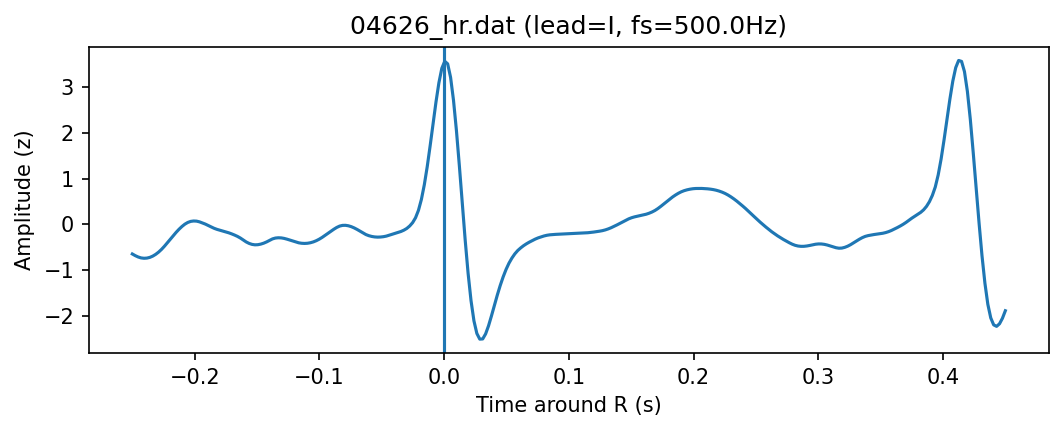 04626_hr.dat (lead=I, fs=500.0Hz)
Amplitude (z)
3
2
1
0
−1
−2
−0.2 −0.1 0.0 0.1 0.2 0.3 0.4
Time around R (s)